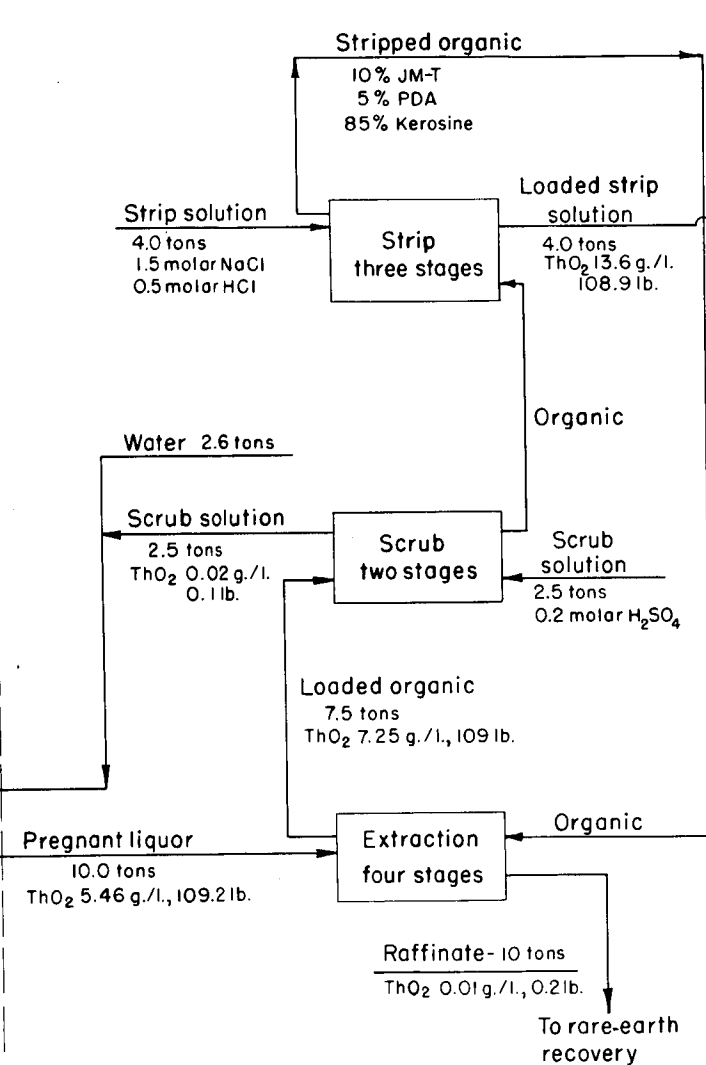 Stripped organic
10% JM-T
5% PDA
85% Kerosine
Strip solution
4.0 tons
1.5 molar NaCl
0.5 molar HCl
Strip
three stages
Loaded strip
solution
4.0 tons
ThO₂ 13.6 g./l.
108.9 lb.
Organic
Water 2.6 tons
Scrub solution
2.5 tons
ThO₂ 0.02 g./l.
0.1 lb.
Scrub
two stages
Scrub
solution
2.5 tons
0.2 molar H₂SO₄
Loaded organic
7.5 tons
ThO₂ 7.25 g./l., 109 lb.
Pregnant liquor
10.0 tons
ThO₂ 5.46 g./l., 109.2 lb.
Extraction
four stages
Organic
Raffinate- 10 tons
ThO₂ 0.01 g./l., 0.2 lb.
To rare-earth
recovery